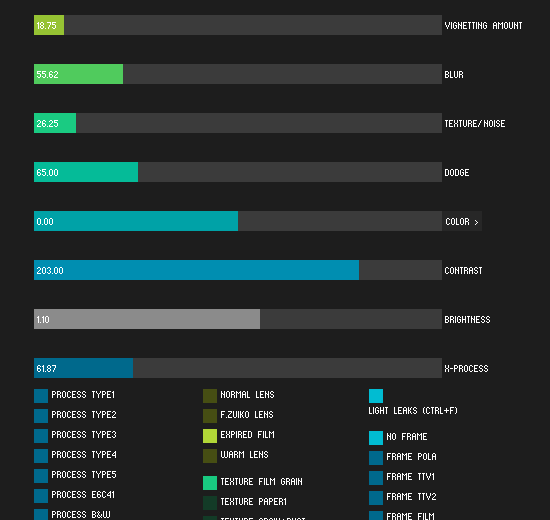 18.75 VIGNETTING AMOUNT
55.62 BLUR
26.25 TEXTURE/NOISE
65.00 DODGE
0.00 COLOR >
203.00 CONTRAST
1.10 BRIGHTNESS
61.87 X-PROCESS
PROCESS TYPE1
PROCESS TYPE2
PROCESS TYPE3
PROCESS TYPE4
PROCESS TYPE5
PROCESS E6C41
PROCESS B&W
NORMAL LENS
F.ZUIKO LENS
EXPIRED FILM
WARM LENS
TEXTURE FILM GRAIN
TEXTURE PAPER1
LIGHT LEAKS (CTRL+F)
NO FRAME
FRAME POLA
FRAME TTV1
FRAME TTV2
FRAME FILM